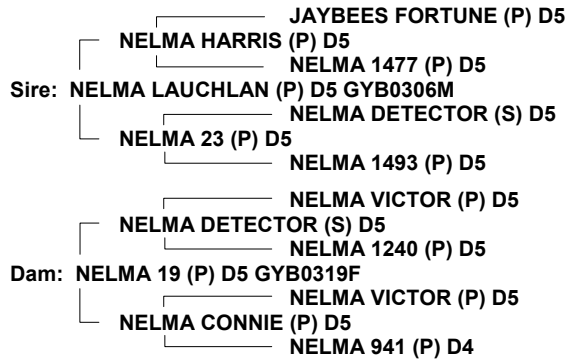 JAYBEES FORTUNE (P) D5
NELMA HARRIS (P) D5
NELMA 1477 (P) D5
Sire: NELMA LAUCHLAN (P) D5 GYB0306M
NELMA DETECTOR (S) D5
NELMA 23 (P) D5
NELMA 1493 (P) D5
NELMA VICTOR (P) D5
NELMA DETECTOR (S) D5
NELMA 1240 (P) D5
Dam: NELMA 19 (P) D5 GYB0319F
NELMA VICTOR (P) D5
NELMA CONNIE (P) D5
NELMA 941 (P) D4